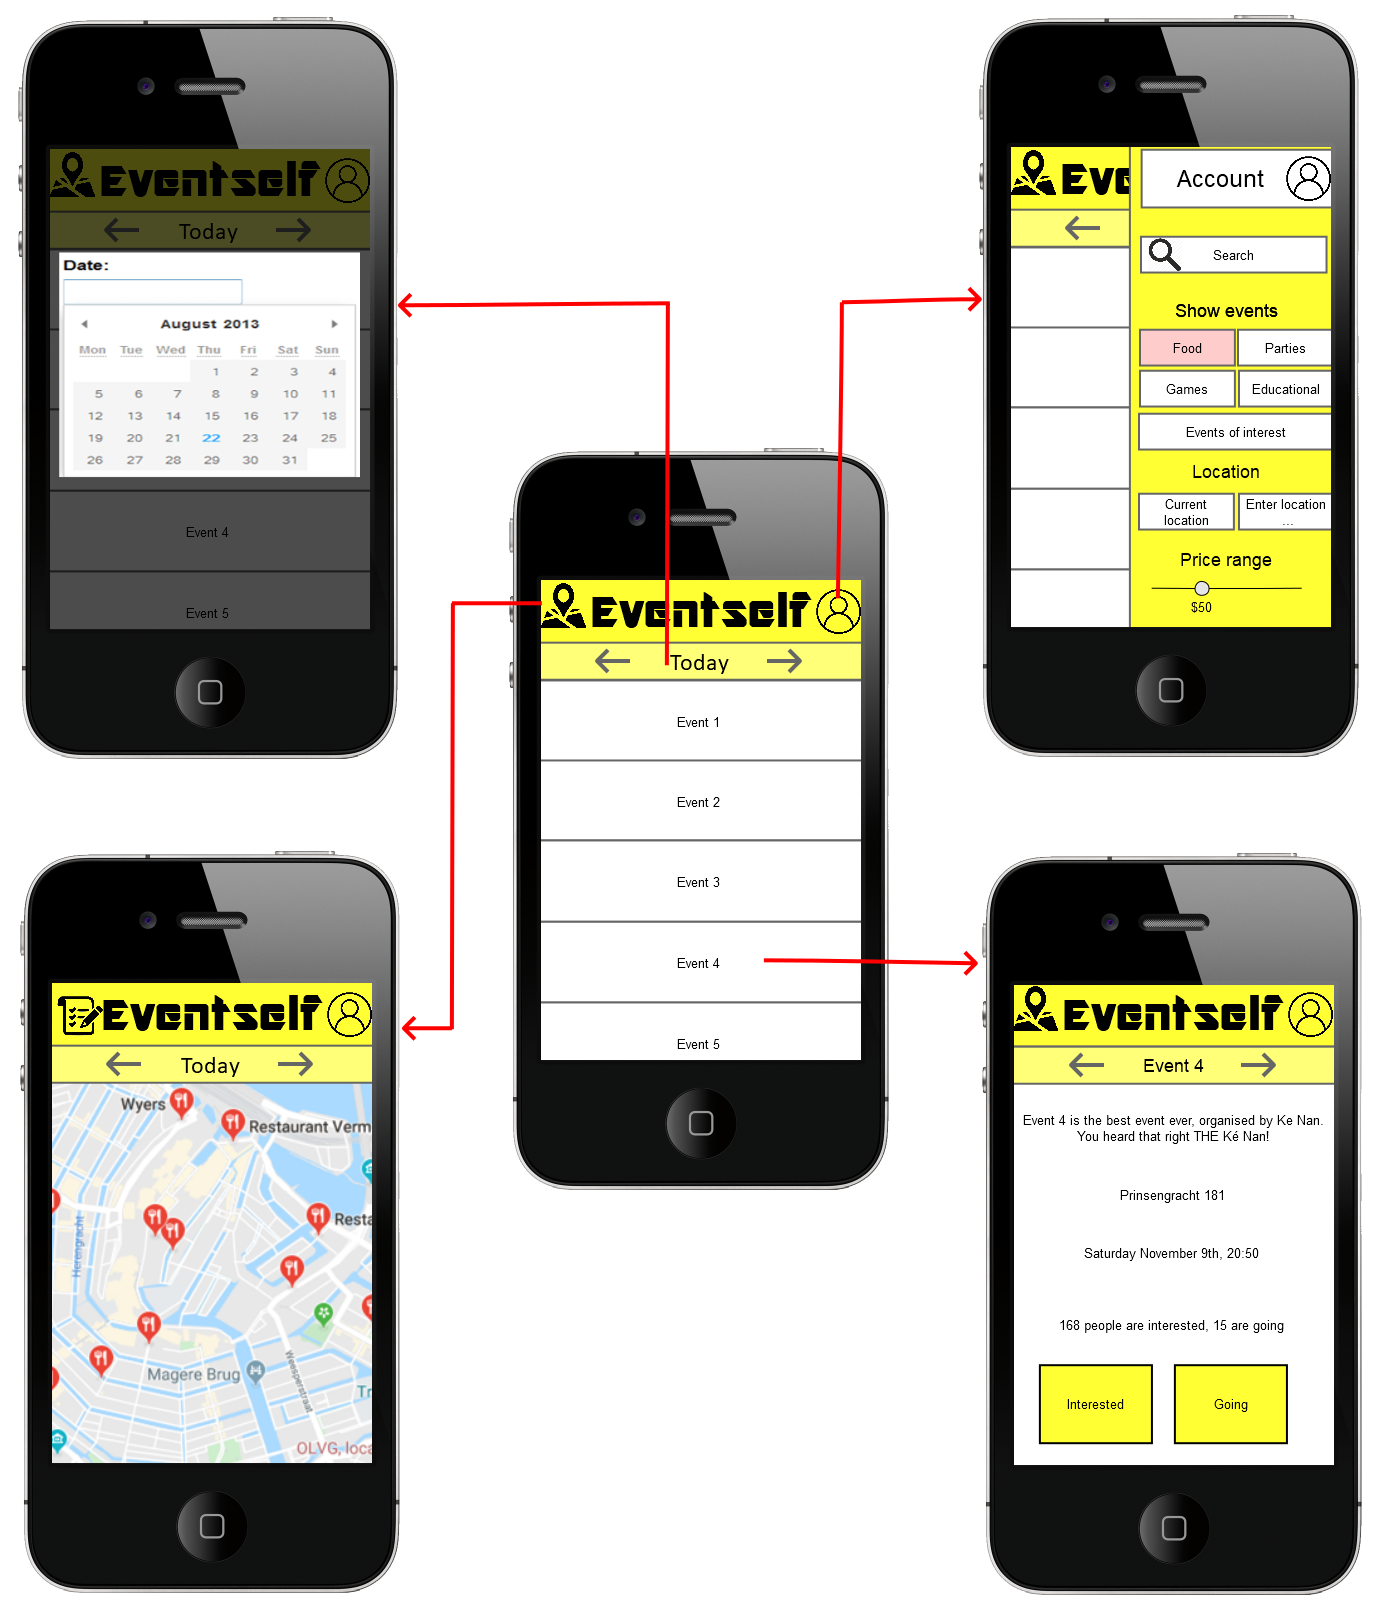 Eventself
Today
Date:
August 2013
Mon Tue Wed Thu Fri Sat Sun
1 2 3 4
5 6 7 8 9 10 11
12 13 14 15 16 17 18
19 20 21 22 23 24 25
26 27 28 29 30 31
Event 4
Event 5
Eve
Account
Search
Show events
Food Parties
Games Educational
Events of interest
Location
Current
location
Enter location
...
Price range
$50
Eventself
Today
Event 1
Event 2
Event 3
Event 4
Event 5
Eventself
Today
Wyers
Restaurant Verm
Resta
Herengracht
Magere Brug
Weesperstraat
Tr
OLVG, loca
Eventself
Event 4
Event 4 is the best event ever, organised by Ke Nan.
You heard that right THE Ké Nan!
Prinsengracht 181
Saturday November 9th, 20:50
168 people are interested, 15 are going
Interested Going